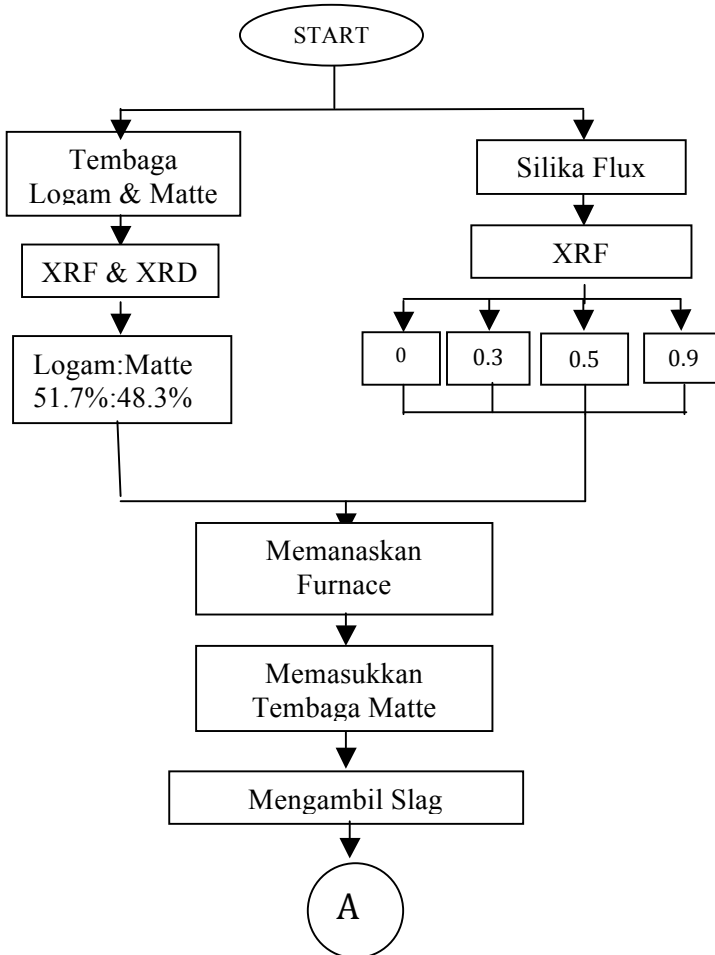 START
Tembaga
Logam & Matte
Silika Flux
XRF & XRD
XRF
Logam:Matte
51.7%:48.3%
0
0.3
0.5
0.9
Memanaskan
Furnace
Memasukkan
Tembaga Matte
Mengambil Slag
A